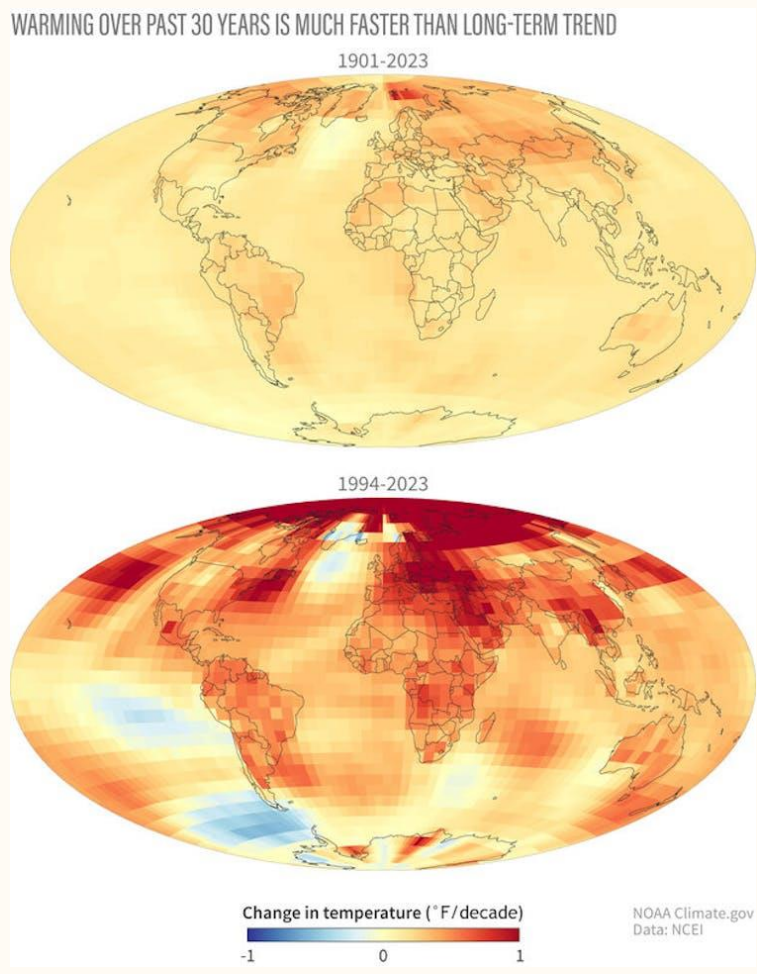 WARMING OVER PAST 30 YEARS IS MUCH FASTER THAN LONG-TERM TREND
1901-2023
1994-2023
Change in temperature (°F/decade)
-1 0 1
NOAA Climate.gov
Data: NCEI